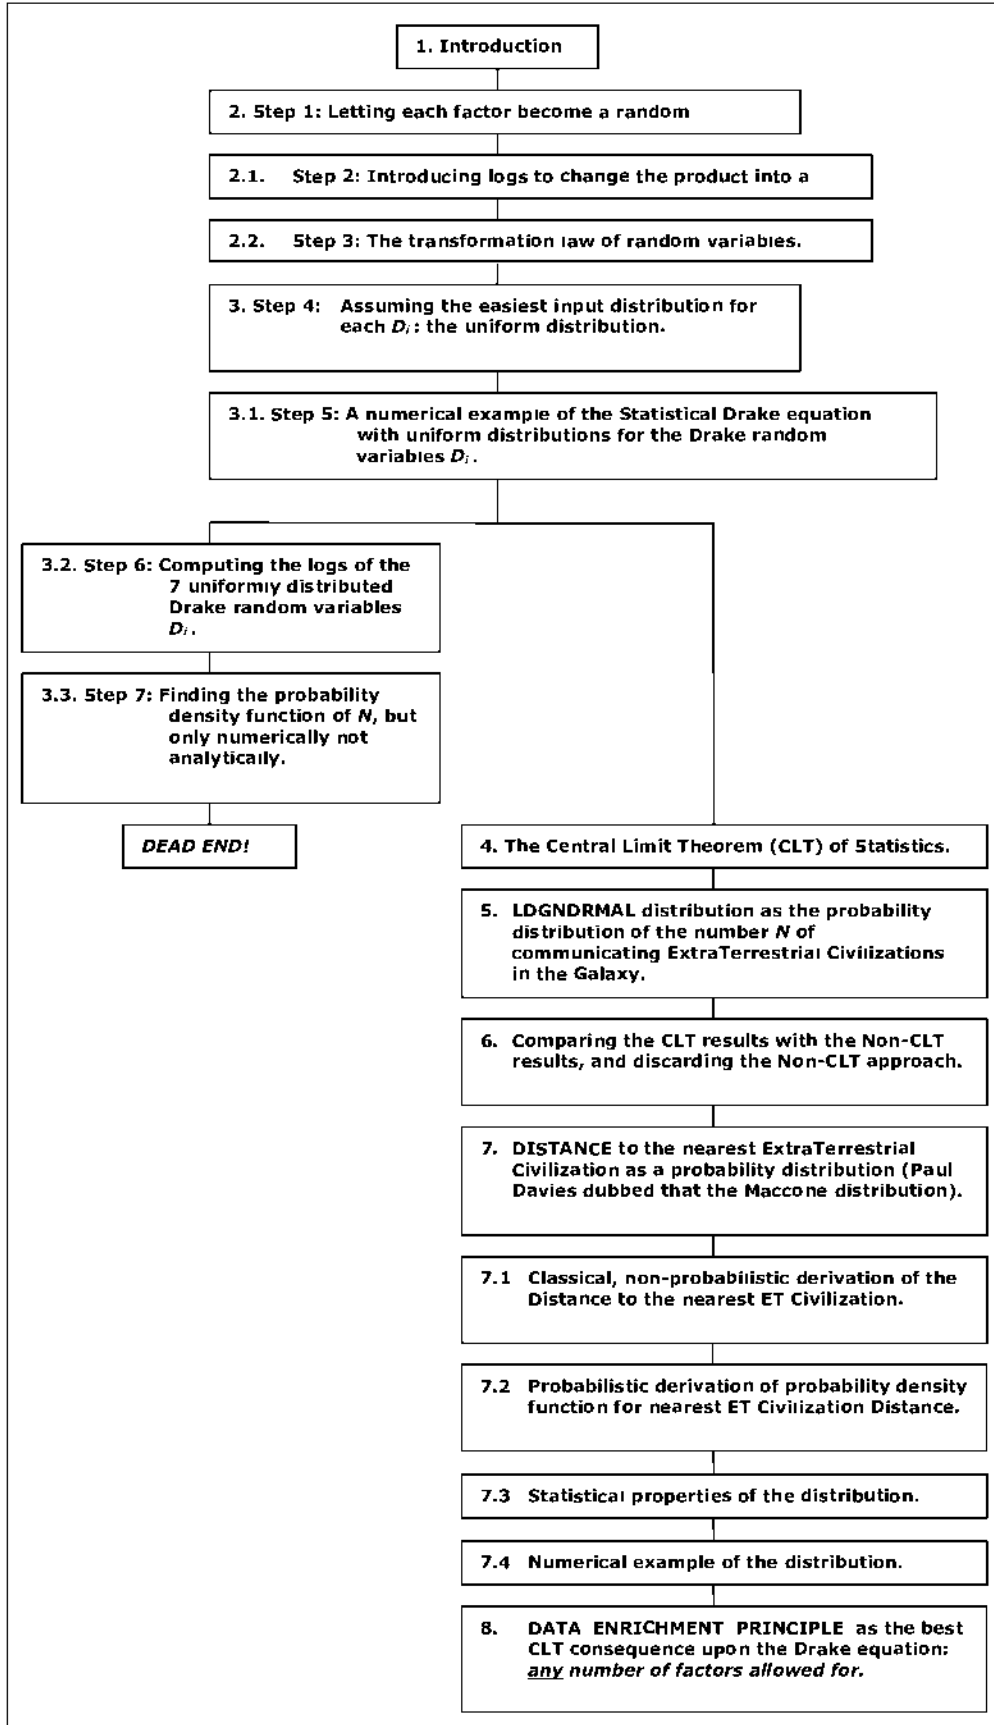 1. Introduction
2. Step 1: Letting each factor become a random
2.1. Step 2: Introducing logs to change the product into a
2.2. Step 3: The transformation law of random variables.
3. Step 4: Assuming the easiest input distribution for
each Di: the uniform distribution.
3.1. Step 5: A numerical example of the Statistical Drake equation
with uniform distributions for the Drake random
variables Di.
3.2. Step 6: Computing the logs of the
7 uniformly distributed
Drake random variables
Di.
3.3. Step 7: Finding the probability
density function of N, but
only numerically not
analytically.
DEAD END!
4. The Central Limit Theorem (CLT) of Statistics.
5. LDGNDRMAL distribution as the probability
distribution of the number N of
communicating ExtraTerrestrial Civilizations
in the Galaxy.
6. Comparing the CLT results with the Non-CLT
results, and discarding the Non-CLT approach.
7. DISTANCE to the nearest ExtraTerrestrial
Civilization as a probability distribution (Paul
Davies dubbed that the Maccone distribution).
7.1 Classical, non-probabilistic derivation of the
Distance to the nearest ET Civilization.
7.2 Probabilistic derivation of probability density
function for nearest ET Civilization Distance.
7.3 Statistical properties of the distribution.
7.4 Numerical example of the distribution.
8. DATA ENRICHMENT PRINCIPLE as the best
CLT consequence upon the Drake equation:
any number of factors allowed for.